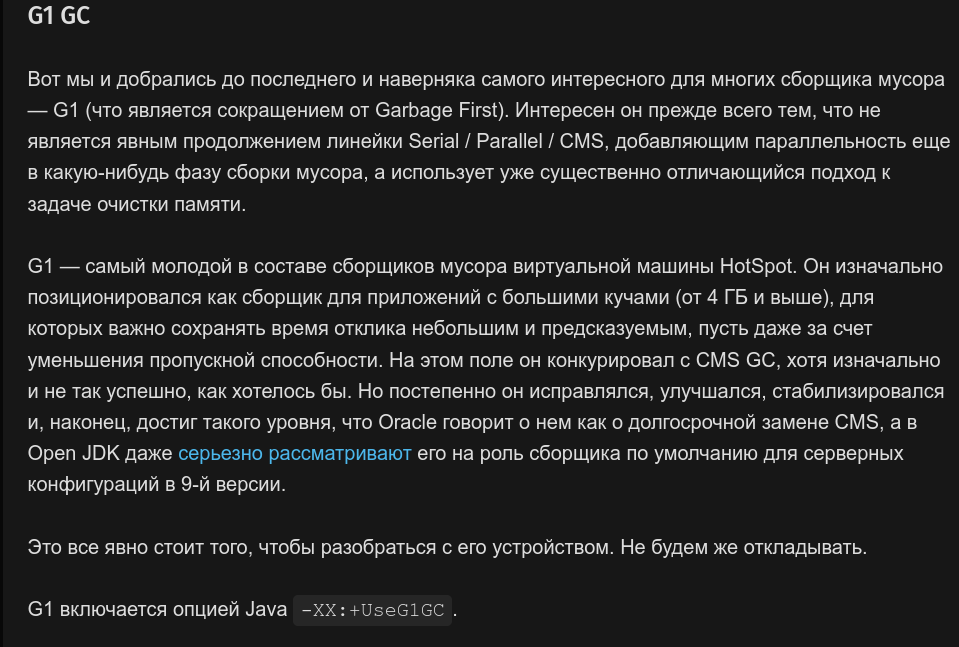 G1 GC
Вот мы и добрались до последнего и наверняка самого интересного для многих сборщика мусора
— G1 (что является сокращением от Garbage First). Интересен он прежде всего тем, что не
является явным продолжением линейки Serial / Parallel / CMS, добавляющим параллельность еще
в какую-нибудь фазу сборки мусора, а использует уже существенно отличающийся подход к
задаче очистки памяти.
G1 — самый молодой в составе сборщиков мусора виртуальной машины HotSpot. Он изначально
позиционировался как сборщик для приложений с большими кучами (от 4 ГБ и выше), для
которых важно сохранять время отклика небольшим и предсказуемым, пусть даже за счет
уменьшения пропускной способности. На этом поле он конкурировал с CMS GC, хотя изначально
и не так успешно, как хотелось бы. Но постепенно он исправлялся, улучшался, стабилизировался
и, наконец, достиг такого уровня, что Oracle говорит о нем как о долгосрочной замене CMS, а в
Open JDK даже серьезно рассматривают его на роль сборщика по умолчанию для серверных
конфигураций в 9-й версии.
Это все явно стоит того, чтобы разобраться с его устройством. Не будем же откладывать.
G1 включается опцией Java -XX:+UseG1GC.